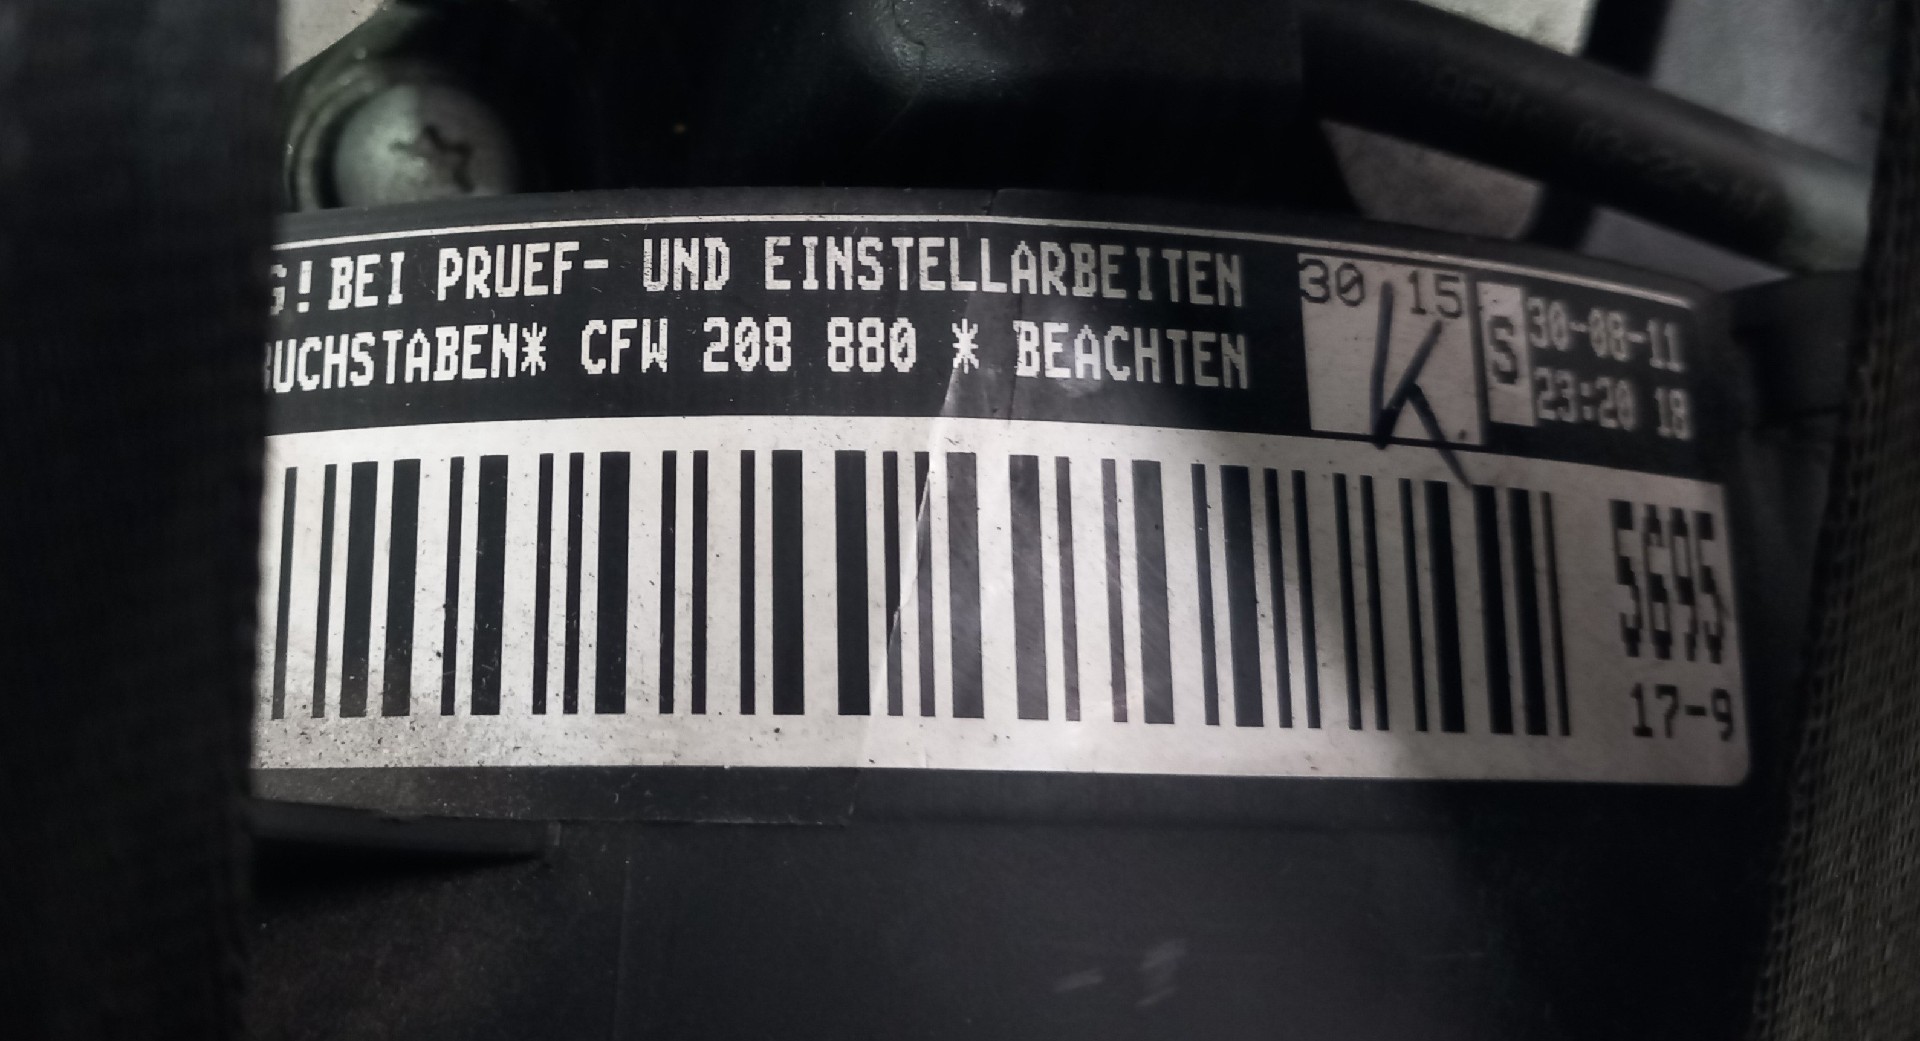 G! BEI PRUEF- UND EINSTELLARBEITEN
BUCHSTABEN* CFW 208 880 * BEACHTEN
30 15
K
S
30-08-11
23:20 18
5695
17-9